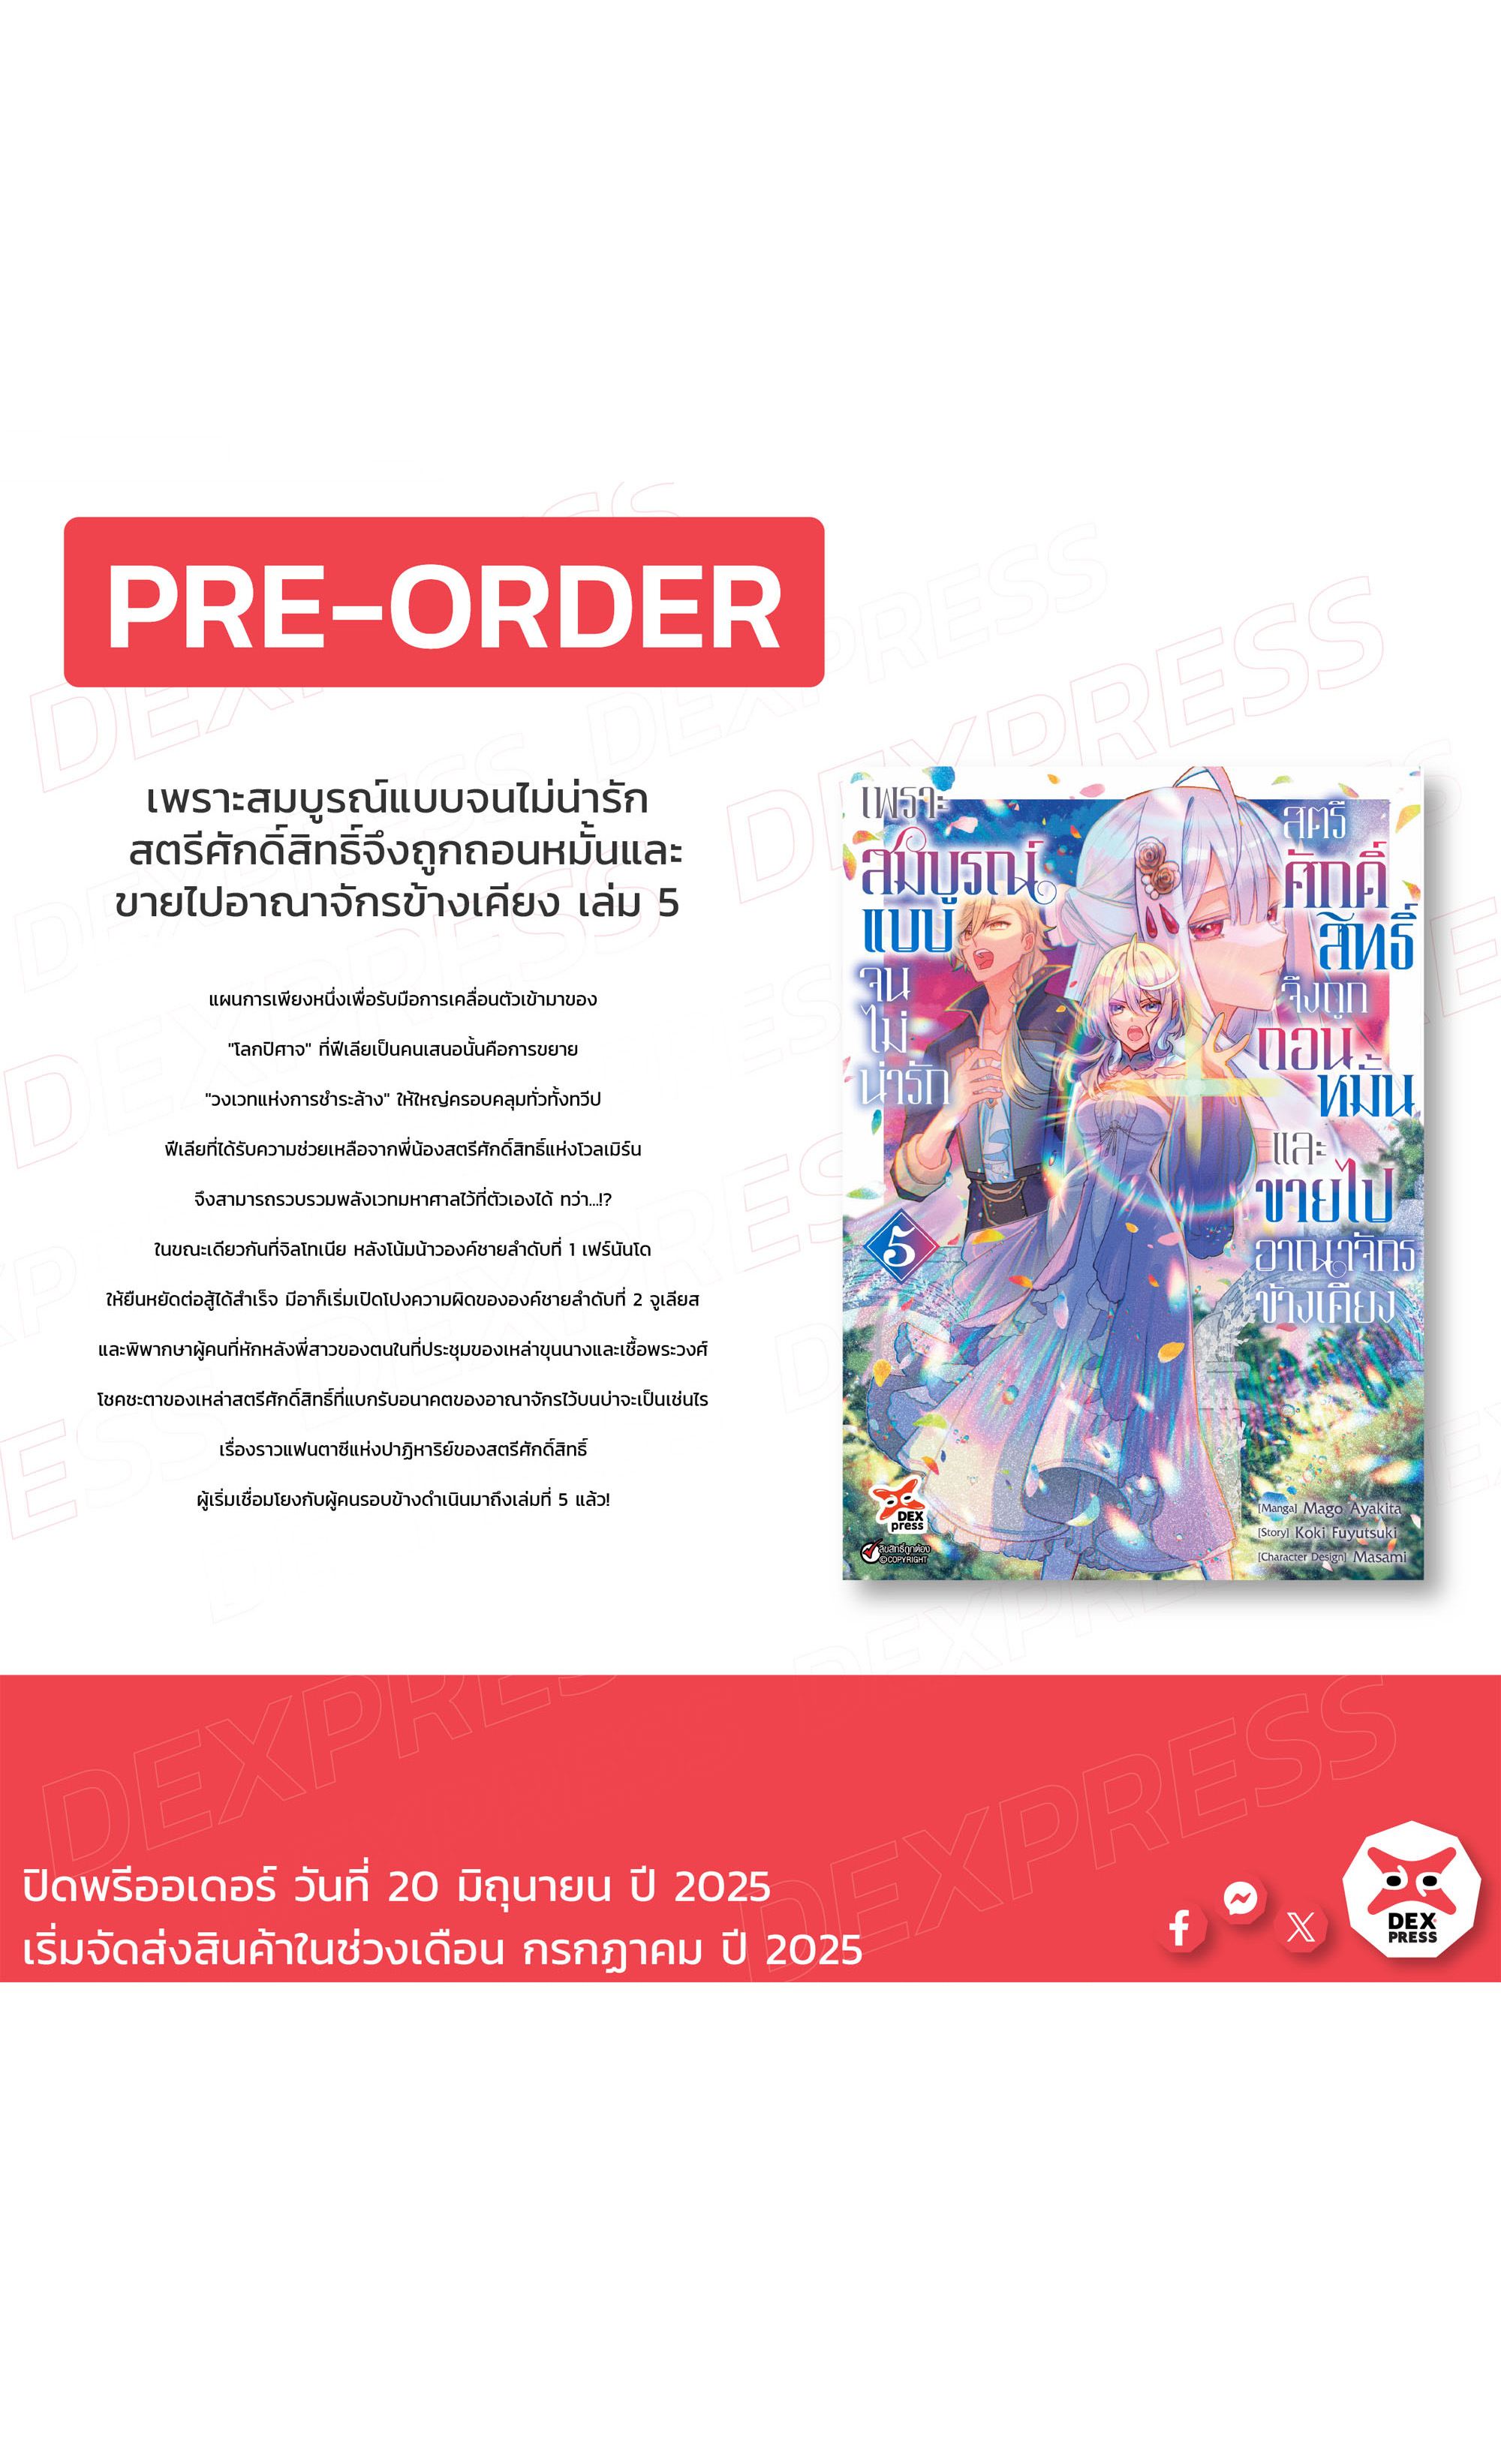 PRE-ORDER
เพราะสมบูรณ์แบบจนไม่น่ารัก
สตรีศักดิ์สิทธิ์จึงถูกถอนหมั้นและ
ขายไปอาณาจักรข้างเคียง เล่ม 5
แผนการเพียงหนึ่งเพื่อรับมือการเคลื่อนตัวเข้ามาของ
"โลกปิศาจ" ที่ฟีเลียเป็นคนเสนอนั้นคือการขยาย
"วงเวทแห่งการชำระล้าง" ให้ใหญ่ครอบคลุมทั่วทั้งทวีป
ฟีเลียที่ได้รับความช่วยเหลือจากพี่น้องสตรีศักดิ์สิทธิ์แห่งโวลเมิร์น
จึงสามารถรวบรวมพลังเวทมหาศาลไว้ที่ตัวเองได้ ทว่า...!?
ในขณะเดียวกันที่จิลโทเนีย หลังโน้มน้าวองค์ชายลำดับที่ 1 เฟร์นันโด
ให้ยืนหยัดต่อสู้ได้สำเร็จ มีอาก็เริ่มเปิดโปงความผิดขององค์ชายลำดับที่ 2 จูเลียส
และพิพากษาผู้คนที่หักหลังพี่สาวของตนในที่ประชุมของเหล่าขุนนางและเชื้อพระวงศ์
โชคชะตาของเหล่าสตรีศักดิ์สิทธิ์ที่แบกรับอนาคตของอาณาจักรไว้บนบ่าจะเป็นเช่นไร
เรื่องราวแฟนตาซีแห่งปาฏิหาริย์ของสตรีศักดิ์สิทธิ์
ผู้เริ่มเชื่อมโยงกับผู้คนรอบข้างดำเนินมาถึงเล่มที่ 5 แล้ว!
เพราะ
สมบูรณ์
แบบ
จน
ไม่
น่ารัก
สตรี
ศักดิ์
สิทธิ์
จึงถูก
ถอน
หมั้น
และ
ขายไป
อาณาจักร
ข้างเคียง
5
DEX
press
ลิขสิทธิ์ถูกต้อง
©COPYRIGHT
[Manga] Mago Ayakita
[Story] Koki Fuyutsuki
[Character Design] Masami
ปิดพรีออเดอร์ วันที่ 20 มิถุนายน ปี 2025
เริ่มจัดส่งสินค้าในช่วงเดือน กรกฎาคม ปี 2025
DEX
PRESS
DEXPRESS
DEXPRESS
DEXPRESS
DEXPRESS